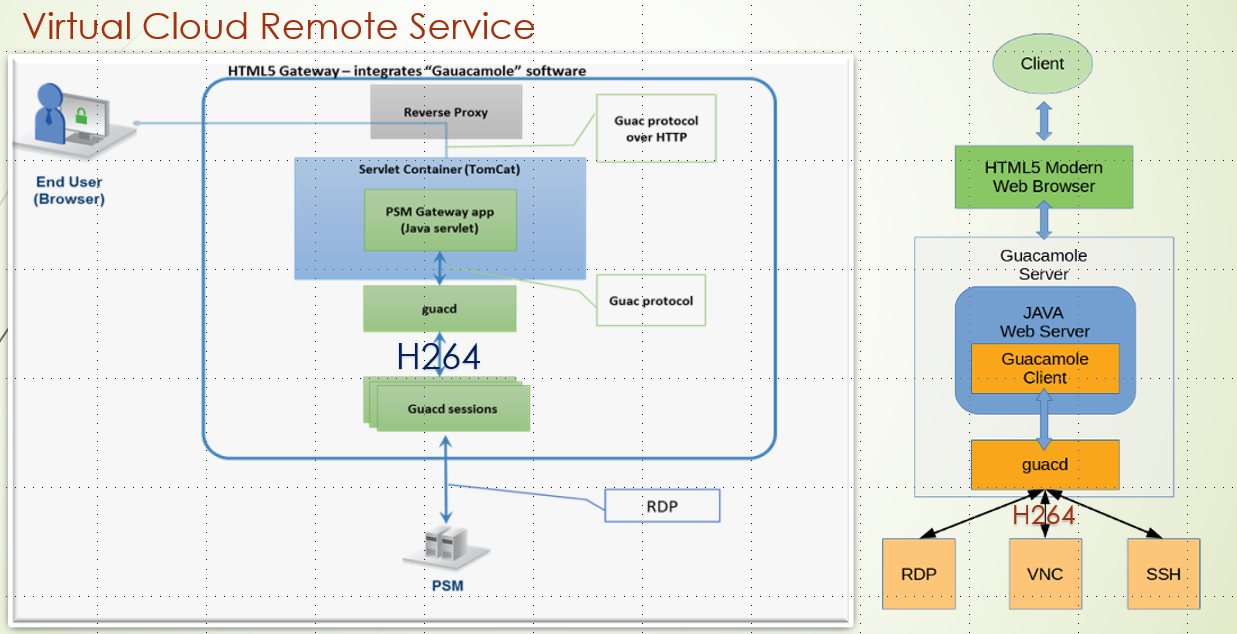 Virtual Cloud Remote Service
HTML5 Gateway – integrates “Gauacamole” software
Reverse Proxy
Guac protocol
over HTTP
End User
(Browser)
Servlet Container (TomCat)
PSM Gateway app
(Java servlet)
Guac protocol
guacd
H264
Guacd sessions
RDP
PSM
Client
HTML5 Modern
Web Browser
Guacamole
Server
JAVA
Web Server
Guacamole
Client
guacd
H264
RDP
VNC
SSH